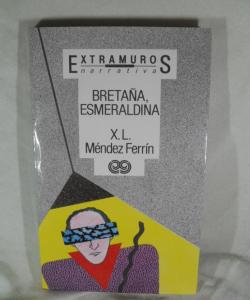 EXTRAMUROS
narrativa
BRETAÑA,
ESMERALDINA
X. L.
Méndez Ferrín